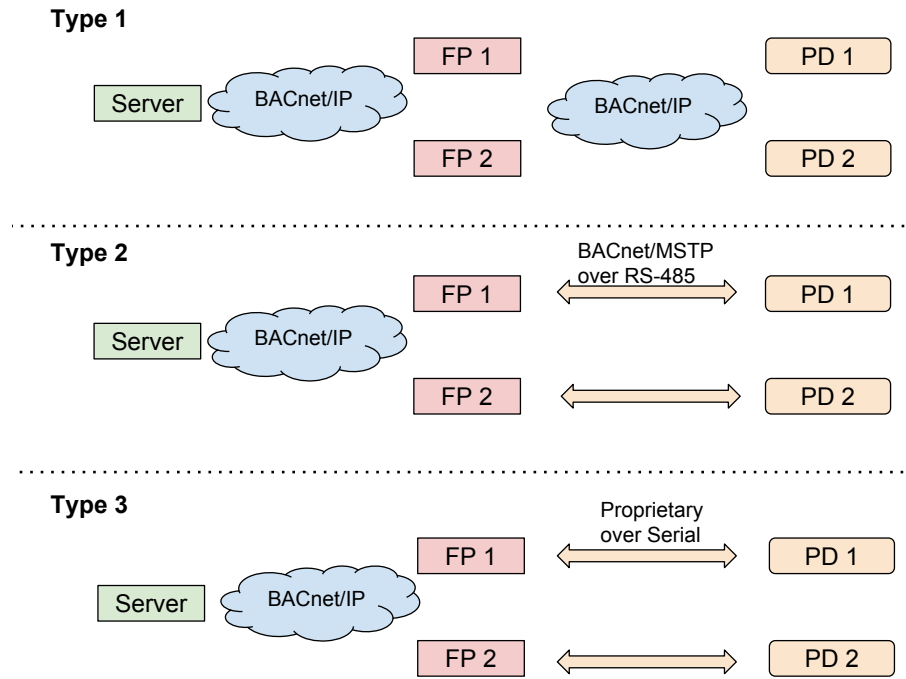 Type 1
FP 1
PD 1
Server
BACnet/IP
BACnet/IP
FP 2
PD 2
Type 2
BACnet/MSTP
over RS-485
FP 1
PD 1
Server
BACnet/IP
FP 2
PD 2
Type 3
Proprietary
over Serial
FP 1
PD 1
Server
BACnet/IP
FP 2
PD 2